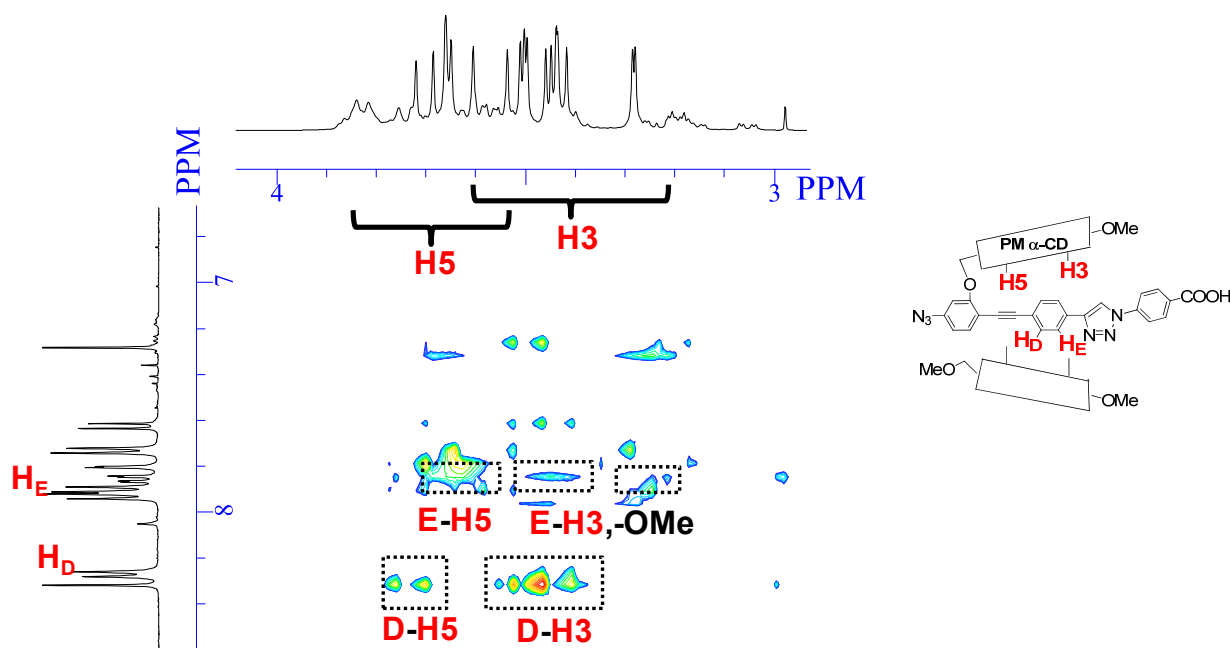 PPM
4
3 PPM
H5
H3
7
8
HE
HD
E-H5
E-H3,-OMe
D-H5
D-H3
PM α-CD
OMe
H5
H3
O
N3
COOH
N
N=N
HD
HE
MeO
OMe